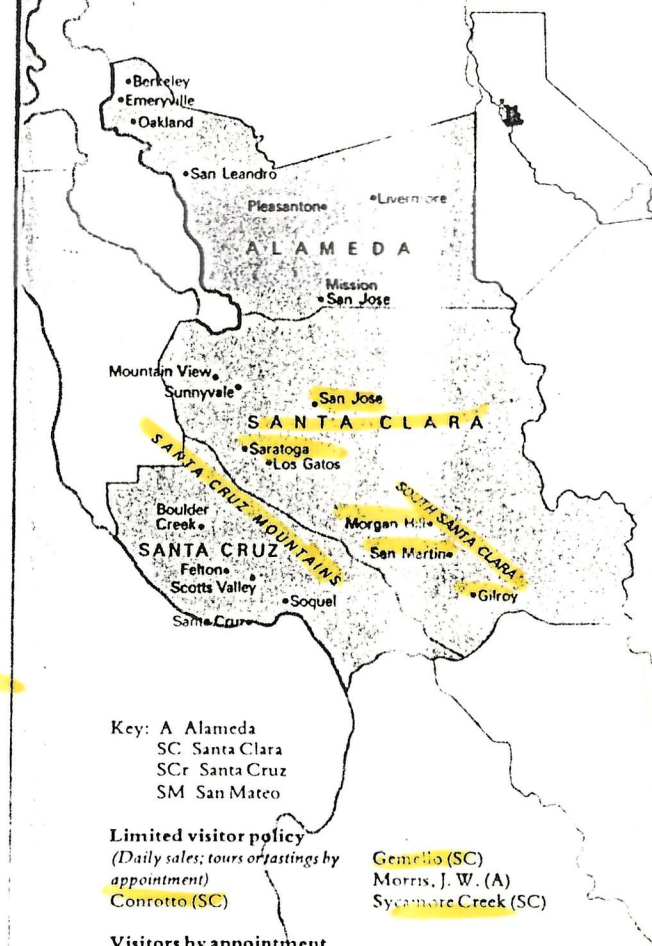 Berkeley
Emeryville
Oakland
San Leandro
Pleasanton
Livermore
ALAMEDA
Mission
San Jose
Mountain View
Sunnyvale
San Jose
SANTA CLARA
Saratoga
Los Gatos
SANTA CRUZ MOUNTAINS
SOUTH SANTA CLARA
Boulder
Creek
Morgan Hill
SANTA CRUZ
San Martin
Felton
Scotts Valley
Gilroy
Soquel
Santa Cruz
Key: A Alameda
SC Santa Clara
SCr Santa Cruz
SM San Mateo
Limited visitor policy
(Daily sales; tours or tastings by
appointment)
Conrotto (SC)
Gemello (SC)
Morris, J. W. (A)
Sycamore Creek (SC)
Visitors by appointment